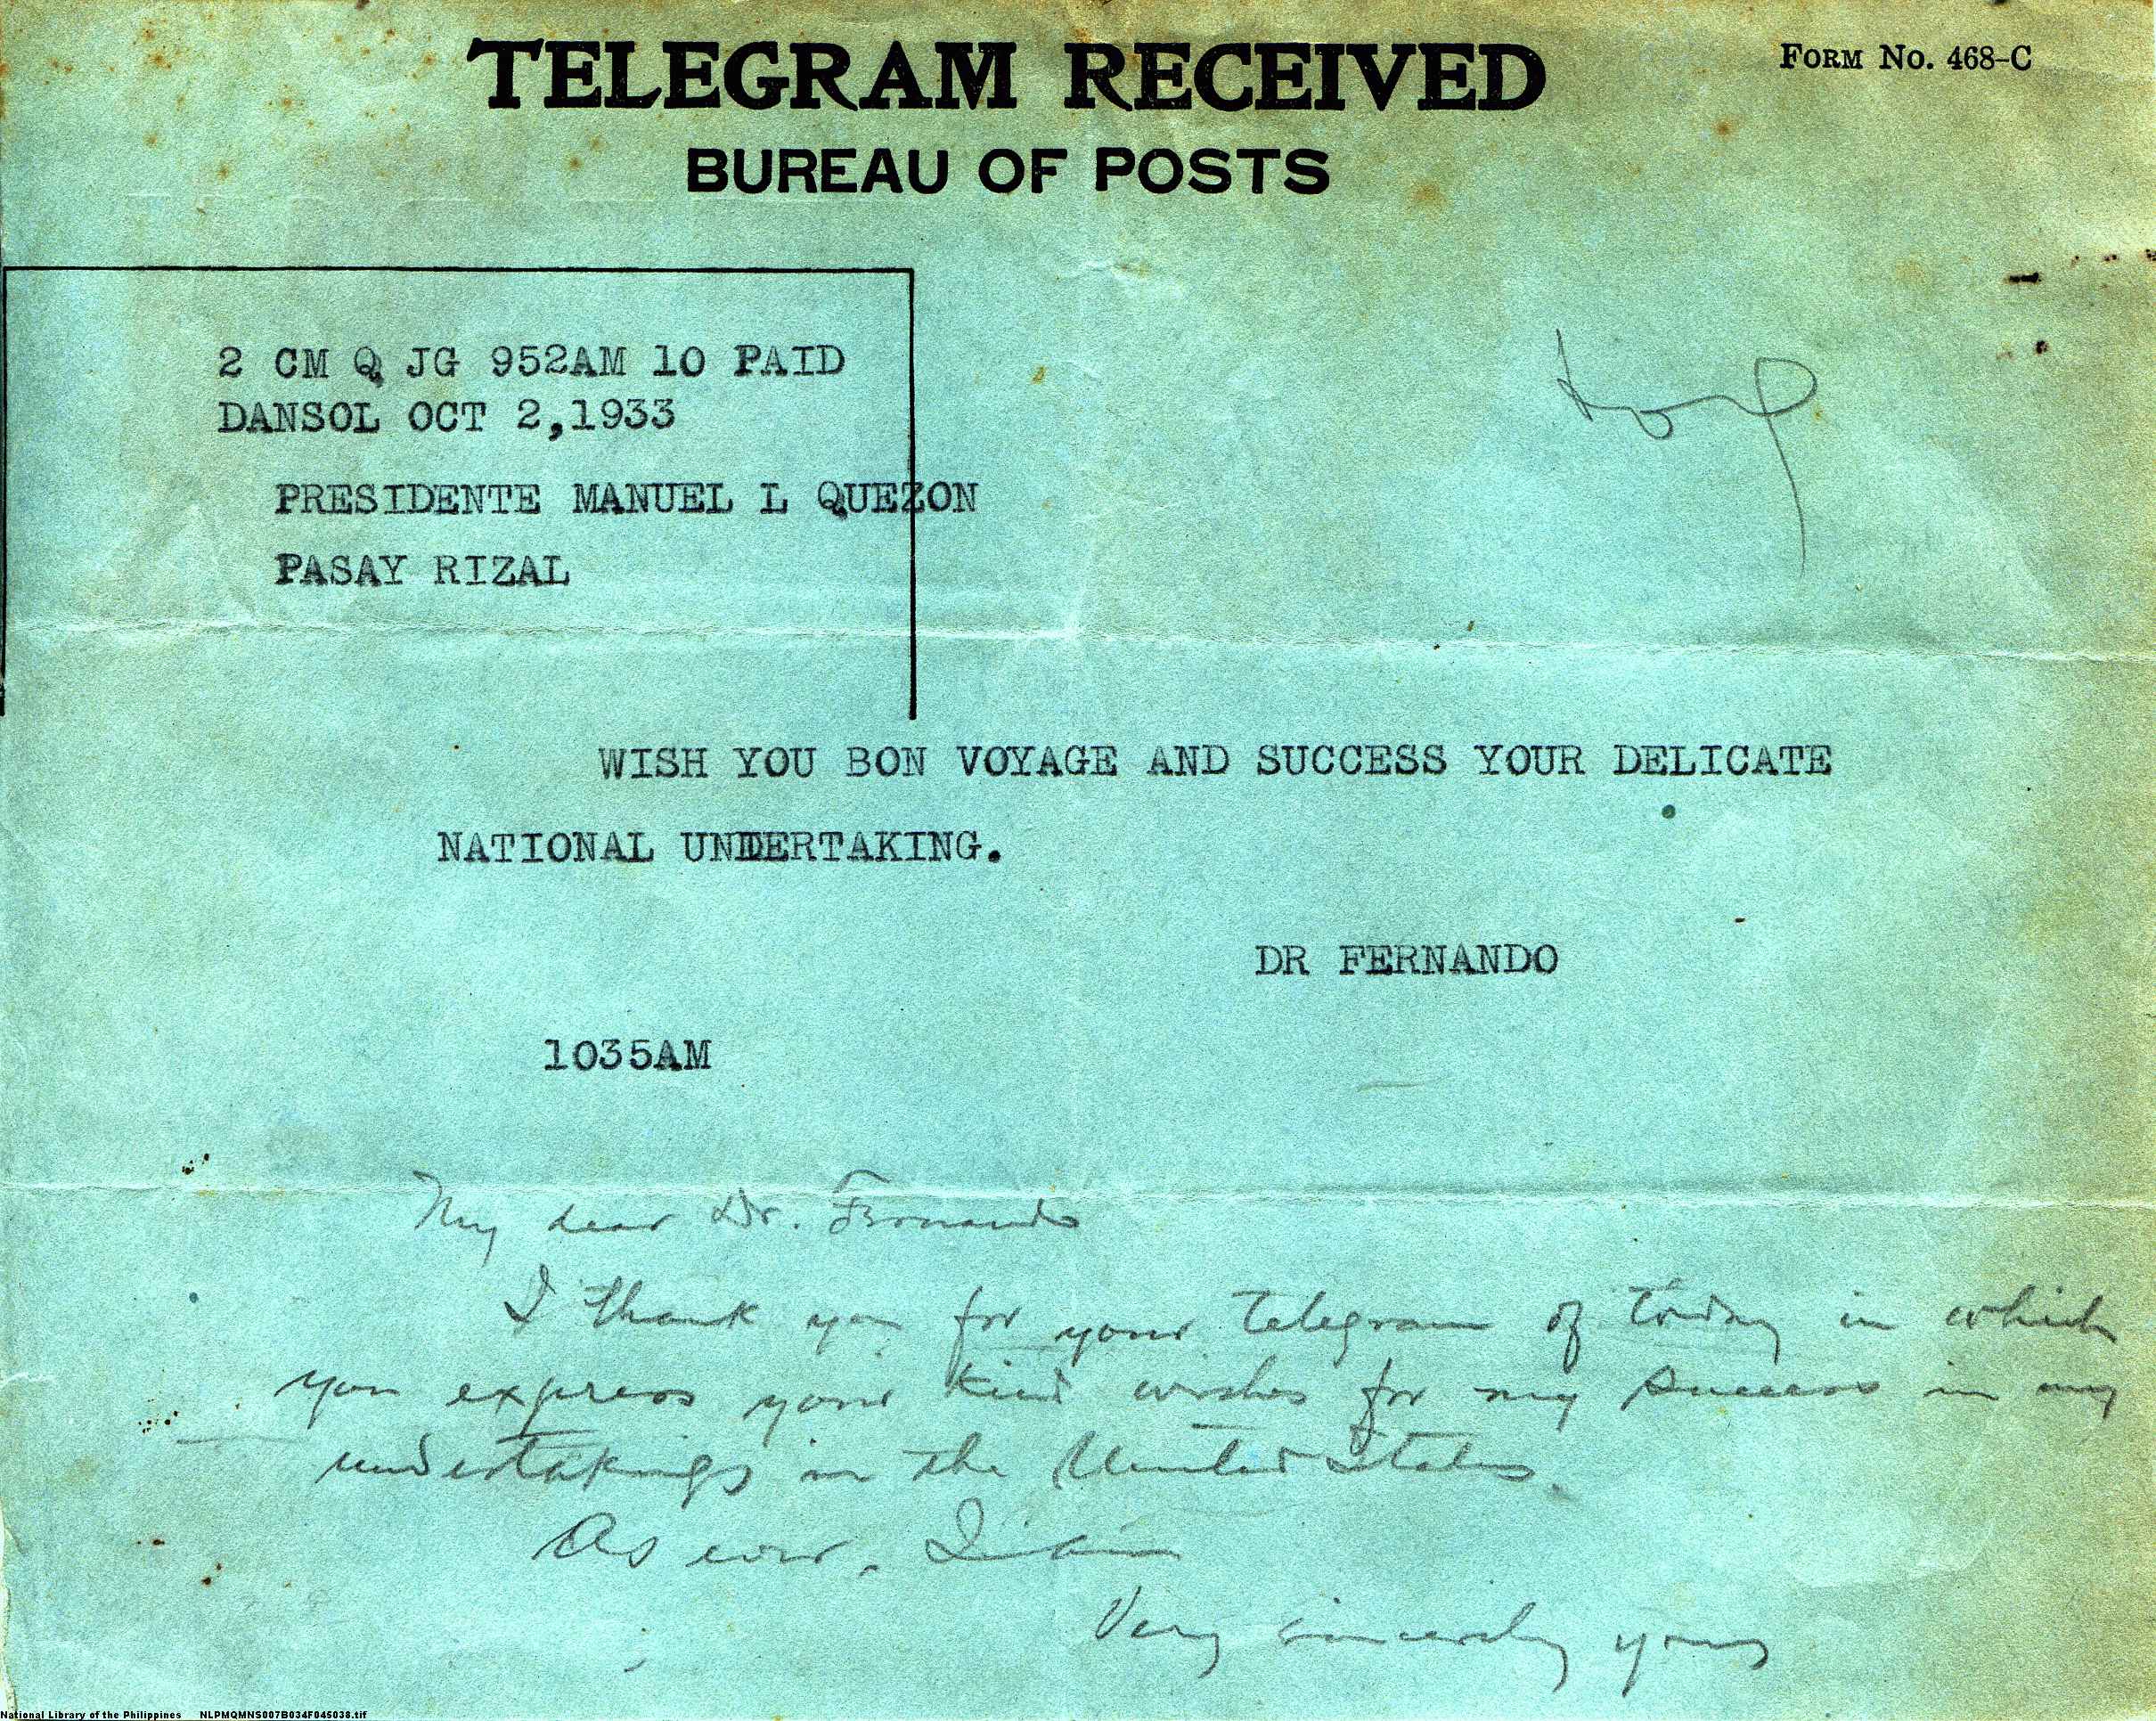 TELEGRAM RECEIVED
FORM NO. 468-C
BUREAU OF POSTS
2 CM Q JG 952AM 10 PAID
DANSOL OCT 2,1933
PRESIDENTE MANUEL L QUEZON
PASAY RIZAL
WISH YOU BON VOYAGE AND SUCCESS YOUR DELICATE
NATIONAL UNDERTAKING.
DR FERNANDO
1035AM
My dear Dr. Fernando
I thank you for your telegram of today in which
you express your kind wishes for my success in my
undertakings in the United States.
As ever,
Very sincerely yours
National Library of the Philippines NLPMQMNS007B034F045038.tif